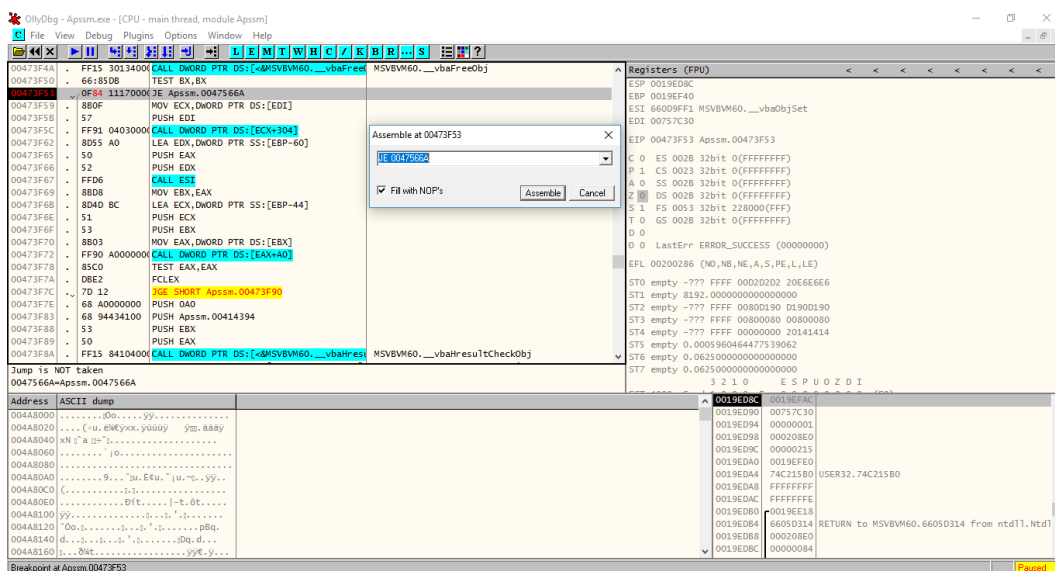 OllyDbg - Apssm.exe - [CPU - main thread, module Apssm]
C File View Debug Plugins Options Window Help
L E M T W H C / K B R ... S ?
00473F4A . FF15 30134000 CALL DWORD PTR DS:[<&MSVBVM60.__vbaFreeO MSVBVM60.__vbaFreeObj
00473F50 . 66:85DB TEST BX,BX
00473F53 . 0F84 11170000 JE Apssm.0047566A
00473F59 . 8B0F MOV ECX,DWORD PTR DS:[EDI]
00473F5B . 57 PUSH EDI
00473F5C . FF91 04030000 CALL DWORD PTR DS:[ECX+304]
00473F62 . 8D55 A0 LEA EDX,DWORD PTR SS:[EBP-60]
00473F65 . 50 PUSH EAX
00473F66 . 52 PUSH EDX
00473F67 . FFD6 CALL ESI
00473F69 . 8BD8 MOV EBX,EAX
00473F6B . 8D4D BC LEA ECX,DWORD PTR SS:[EBP-44]
00473F6E . 51 PUSH ECX
00473F6F . 53 PUSH EBX
00473F70 . 8B03 MOV EAX,DWORD PTR DS:[EBX]
00473F72 . FF90 A0000000 CALL DWORD PTR DS:[EAX+A0]
00473F78 . 85C0 TEST EAX,EAX
00473F7A . DBE2 FCLEX
00473F7C . 7D 12 JGE SHORT Apssm.00473F90
00473F7E . 68 A0000000 PUSH 0A0
00473F83 . 68 94434100 PUSH Apssm.00414394
00473F88 . 53 PUSH EBX
00473F89 . 50 PUSH EAX
00473F8A . FF15 84104000 CALL DWORD PTR DS:[<&MSVBVM60.__vbaHresu MSVBVM60.__vbaHresultCheckObj
Jump is NOT taken
0047566A=Apssm.0047566A
Assemble at 00473F53
JE 0047566A
Fill with NOP's
Assemble Cancel
Registers (FPU) < < < < < < < <
ESP 0019ED8C
EBP 0019EF40
ESI 660D9FF1 MSVBVM60.__vbaObjSet
EDI 00757C30
EIP 00473F53 Apssm.00473F53
C 0 ES 002B 32bit 0(FFFFFFFF)
P 1 CS 0023 32bit 0(FFFFFFFF)
A 0 SS 002B 32bit 0(FFFFFFFF)
Z 0 DS 002B 32bit 0(FFFFFFFF)
S 1 FS 0053 32bit 228000(FFF)
T 0 GS 002B 32bit 0(FFFFFFFF)
D 0
O 0 LastErr ERROR_SUCCESS (00000000)
EFL 00200286 (NO,NB,NE,A,S,PE,L,LE)
ST0 empty -??? FFFF 00D2D2D2 20E6E6E6
ST1 empty 8192.0000000000000000
ST2 empty -??? FFFF 0080D190 D190D190
ST3 empty -??? FFFF 00800080 00800080
ST4 empty -??? FFFF 00000000 20141414
ST5 empty 0.0005960464477539062
ST6 empty 0.0625000000000000000
ST7 empty 0.0625000000000000000
3 2 1 0 E S P U O Z D I
Address ASCII dump
004A8000
004A8020
004A8040
004A8060
004A8080
004A80A0
004A80C0
004A80E0
004A8100
004A8120
004A8140
004A8160
0019ED8C 0019EFAC
0019ED90 00757C30
0019ED94 00000001
0019ED98 000208E0
0019ED9C 00000215
0019EDA0 0019EFE0
0019EDA4 74C215B0 USER32.74C215B0
0019EDA8 FFFFFFFF
0019EDAC FFFFFFFE
0019EDB0 0019EE18
0019EDB4 6605D314 RETURN to MSVBVM60.6605D314 from ntdll.Ntdl
0019EDB8 000208E0
0019EDBC 00000084
Breakpoint at Apssm.00473F53
Paused